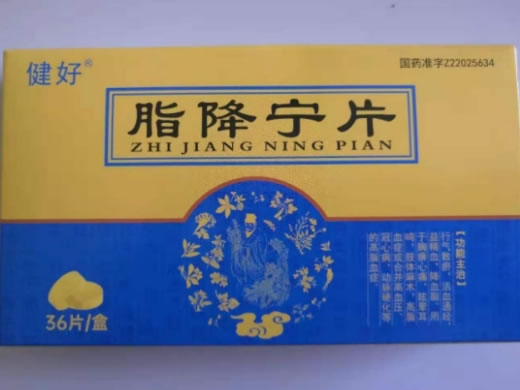 健好®
国药准字Z22025634
脂降宁片
ZHI JIANG NING PIAN
【功能主治】
行气散瘀,活血通经,
益精血,降血脂。用
于胸痹心痛,眩晕耳
鸣,肢体麻木,高脂
血症或合并高血压、
冠心病、动脉硬化等
的高脂血症。
36片/盒